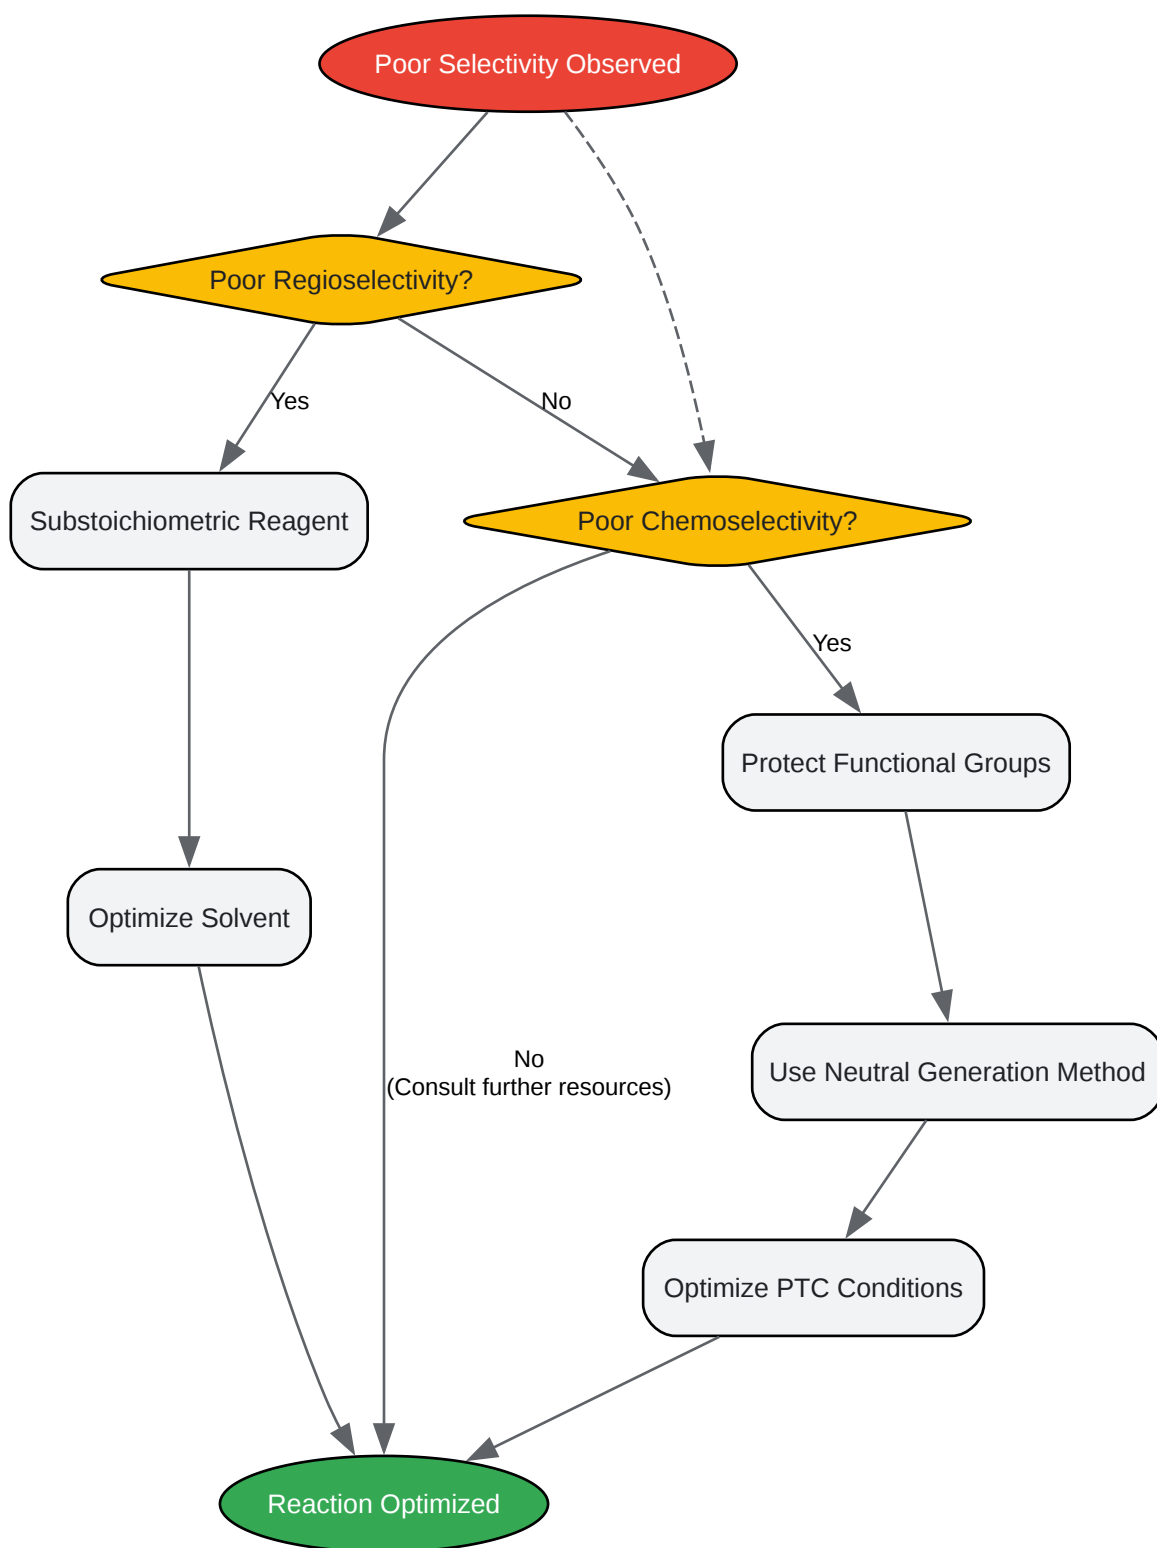 Poor Selectivity Observed
Poor Regioselectivity?
Yes
No
Substoichiometric Reagent
Poor Chemoselectivity?
Yes
Protect Functional Groups
Optimize Solvent
No
(Consult further resources)
Use Neutral Generation Method
Optimize PTC Conditions
Reaction Optimized